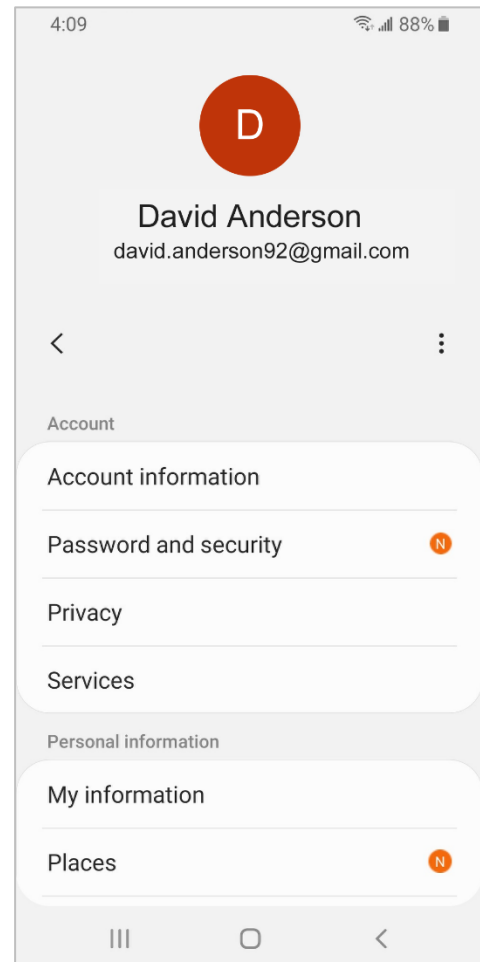 4:09 88%
D
David Anderson
david.anderson92@gmail.com
Account
Account information
Password and security N
Privacy
Services
Personal information
My information
Places N